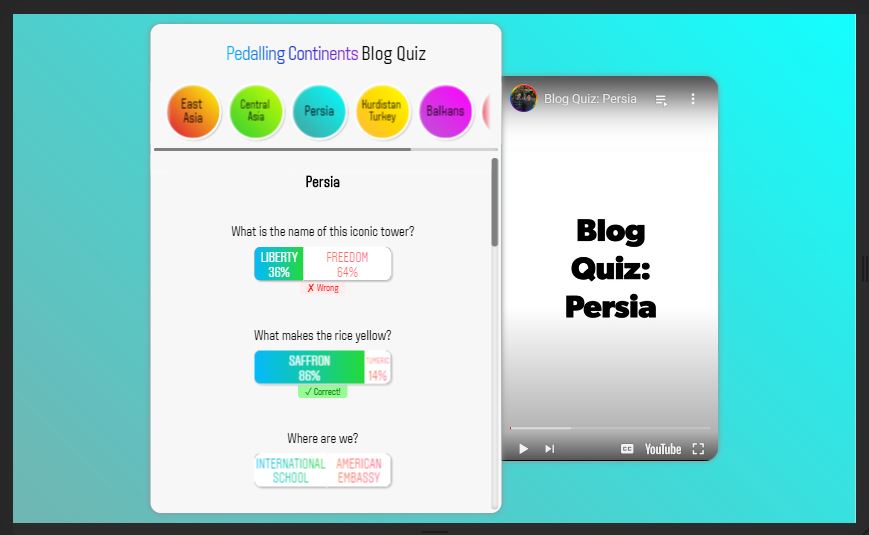 Pedalling Continents Blog Quiz
East
Asia
Central
Asia
Persia
Kurdistan
Turkey
Balkans
Persia
What is the name of this iconic tower?
LIBERTY
36%
FREEDOM
64%
✗ Wrong
What makes the rice yellow?
SAFFRON
86%
TUMERIC
14%
✓ Correct!
Where are we?
INTERNATIONAL
SCHOOL
AMERICAN
EMBASSY
Blog Quiz: Persia
Blog
Quiz:
Persia
CC
YouTube